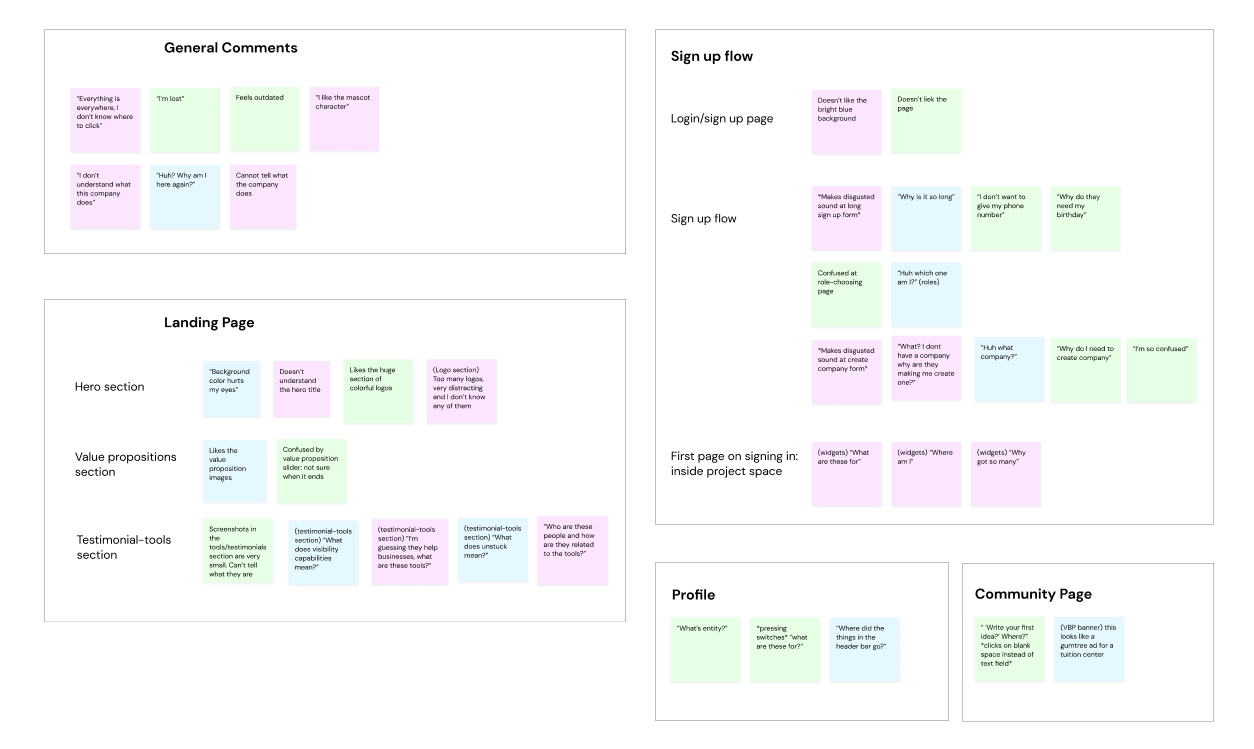 General Comments
"Everything is
everywhere, I
don't know where
to click"
"I'm lost"
Feels outdated
"I like the mascot
character"
"I don't
understand what
this company
does"
"Huh? Why am I
here again?"
Cannot tell what
the company
does
Landing Page
Hero section
"Background
color hurts
my eyes"
Doesn't
understand
the hero title
Likes the huge
section of
colorful logos
(Logo section)
Too many logos,
very distracting
and I don't know
any of them
Value propositions
section
Likes the
value
proposition
images
Confused by
value proposition
slider: not sure
when it ends
Testimonial-tools
section
Screenshots in
the
tools/testimonials
section are very
small. Can't tell
what they are
(testimonial-tools
section) "What
does visibility
capabilities
mean?"
(testimonial-tools
section) "I'm
guessing they help
businesses, what
are these tools?"
(testimonial-tools
section) "What
does unstuck
mean?"
"Who are these
people and how
are they related
to the tools?"
Sign up flow
Login/sign up page
Doesn't like the
bright blue
background
Doesn't liek the
page
Sign up flow
*Makes disgusted
sound at long
sign up form*
"Why is it so long"
"I don't want to
give my phone
number"
"Why do they
need my
birthday"
Confused at
role-choosing
page
"Huh which one
am I?" (roles)
*Makes disgusted
sound at create
company form*
"What? I dont
have a company
why are they
making me create
one?"
"Huh what
company?"
"Why do I need to
create company"
"I'm so confused"
First page on signing in:
inside project space
(widgets) "What
are these for"
(widgets) "Where
am I"
(widgets) "Why
got so many"
Profile
"What's entity?"
*pressing
switches* "what
are these for?"
"Where did the
things in the
header bar go?"
Community Page
" 'Write your first
idea?' Where?"
*clicks on blank
space instead of
text field*
(VBP banner) this
looks like a
gumtree ad for a
tuition center